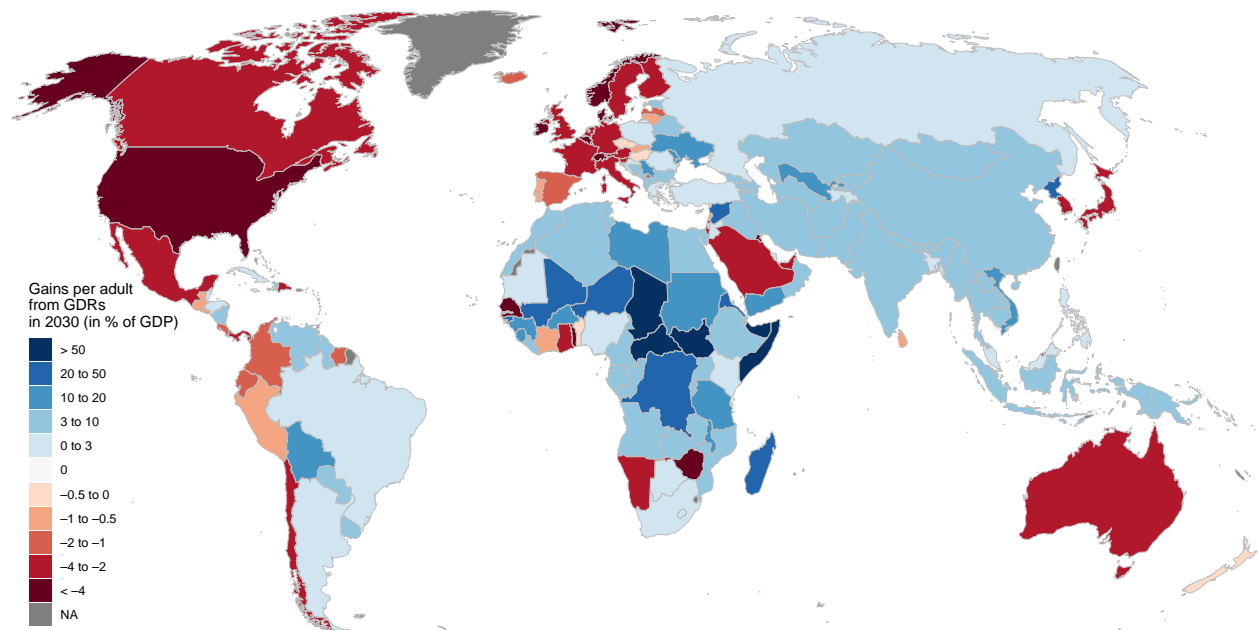 Gains per adult
from GDRs
in 2030 (in % of GDP)
> 50
20 to 50
10 to 20
3 to 10
0 to 3
0
–0.5 to 0
–1 to –0.5
–2 to –1
–4 to –2
< –4
NA